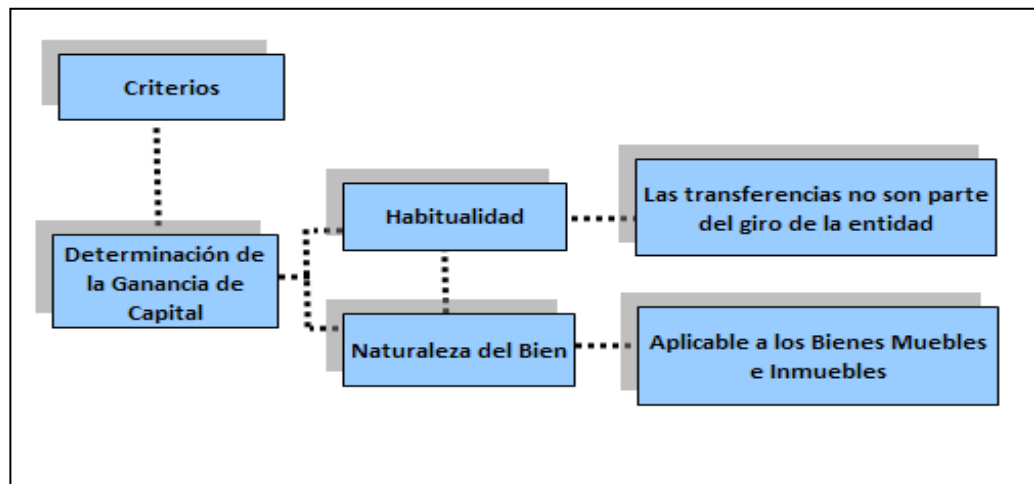 Criterios
Determinación de
la Ganancia de
Capital
Habitualidad
Las transferencias no son parte
del giro de la entidad
Naturaleza del Bien
Aplicable a los Bienes Muebles
e Inmuebles